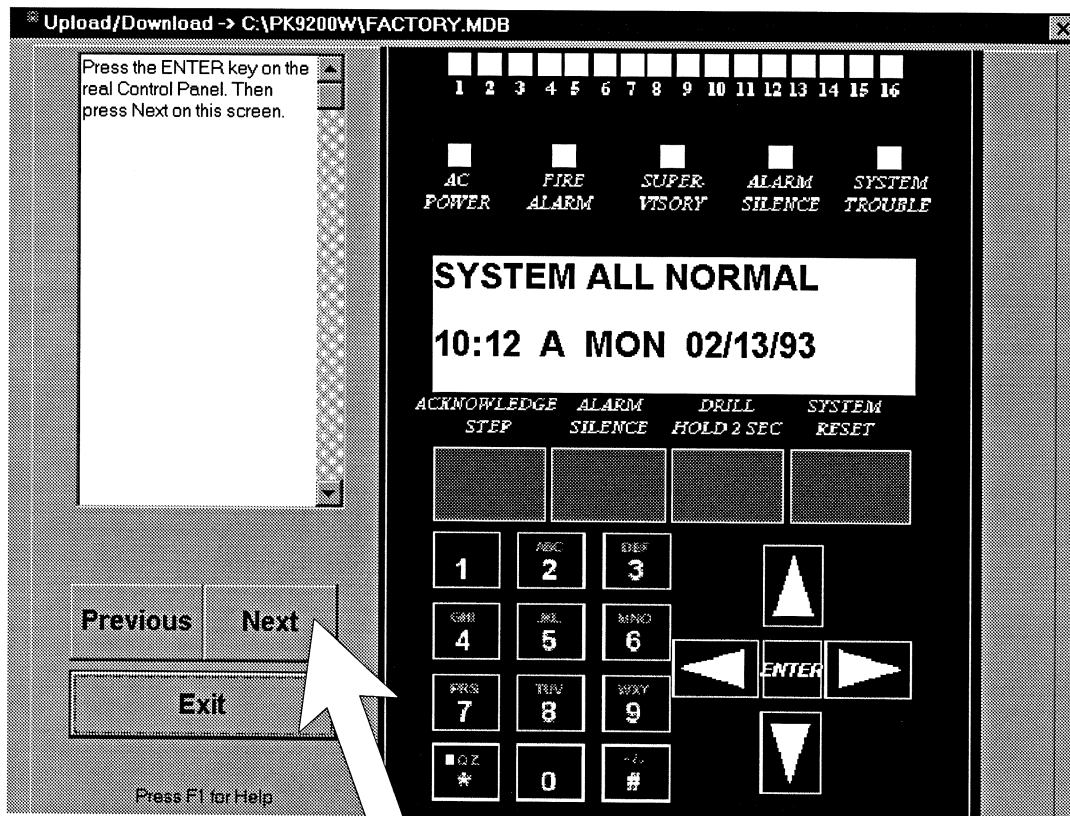 Upload/Download -> C:\PK9200W\FACTORY.MDB
Press the ENTER key on the
real Control Panel. Then
press Next on this screen.
1 2 3 4 5 6 7 8 9 10 11 12 13 14 15 16
AC POWER
FIRE ALARM
SUPER- VISORY
ALARM SILENCE
SYSTEM TROUBLE
SYSTEM ALL NORMAL
10:12 A MON 02/13/93
ACKNOWLEDGE STEP
ALARM SILENCE
DRILL HOLD 2 SEC
SYSTEM RESET
1
ABC 2
DEF 3
GHI 4
JKL 5
MNO 6
PRS 7
TUV 8
WXY 9
QZ *
0
#
ENTER
Previous
Next
Exit
Press F1 for Help